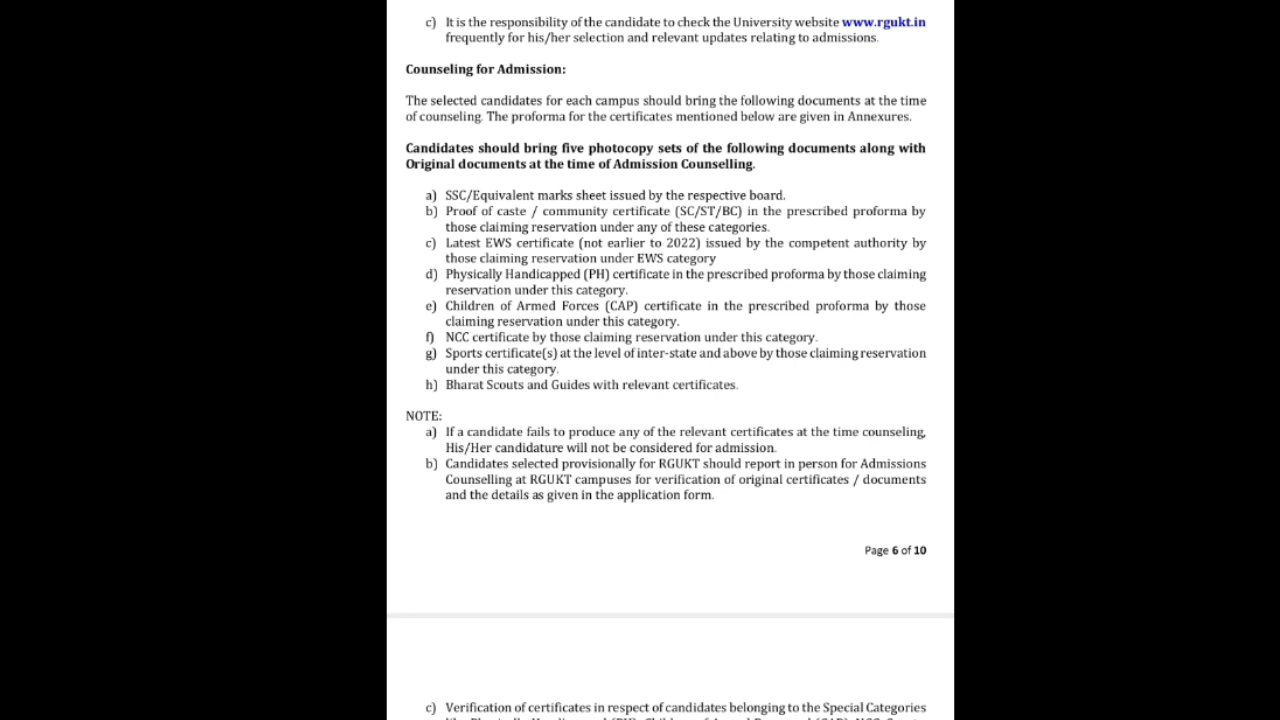 c) It is the responsibility of the candidate to check the University website www.rgukt.in
frequently for his/her selection and relevant updates relating to admissions.
Counseling for Admission:
The selected candidates for each campus should bring the following documents at the time
of counseling. The proforma for the certificates mentioned below are given in Annexures.
Candidates should bring five photocopy sets of the following documents along with
Original documents at the time of Admission Counselling.
a) SSC/Equivalent marks sheet issued by the respective board.
b) Proof of caste / community certificate (SC/ST/BC) in the prescribed proforma by
those claiming reservation under any of these categories.
c) Latest EWS certificate (not earlier to 2022) issued by the competent authority by
those claiming reservation under EWS category
d) Physically Handicapped (PH) certificate in the prescribed proforma by those claiming
reservation under this category.
e) Children of Armed Forces (CAP) certificate in the prescribed proforma by those
claiming reservation under this category.
f) NCC certificate by those claiming reservation under this category.
g) Sports certificate(s) at the level of inter-state and above by those claiming reservation
under this category.
h) Bharat Scouts and Guides with relevant certificates.
NOTE:
a) If a candidate fails to produce any of the relevant certificates at the time counseling,
His/Her candidature will not be considered for admission.
b) Candidates selected provisionally for RGUKT should report in person for Admissions
Counselling at RGUKT campuses for verification of original certificates / documents
and the details as given in the application form.
Page 6 of 10
c) Verification of certificates in respect of candidates belonging to the Special Categories